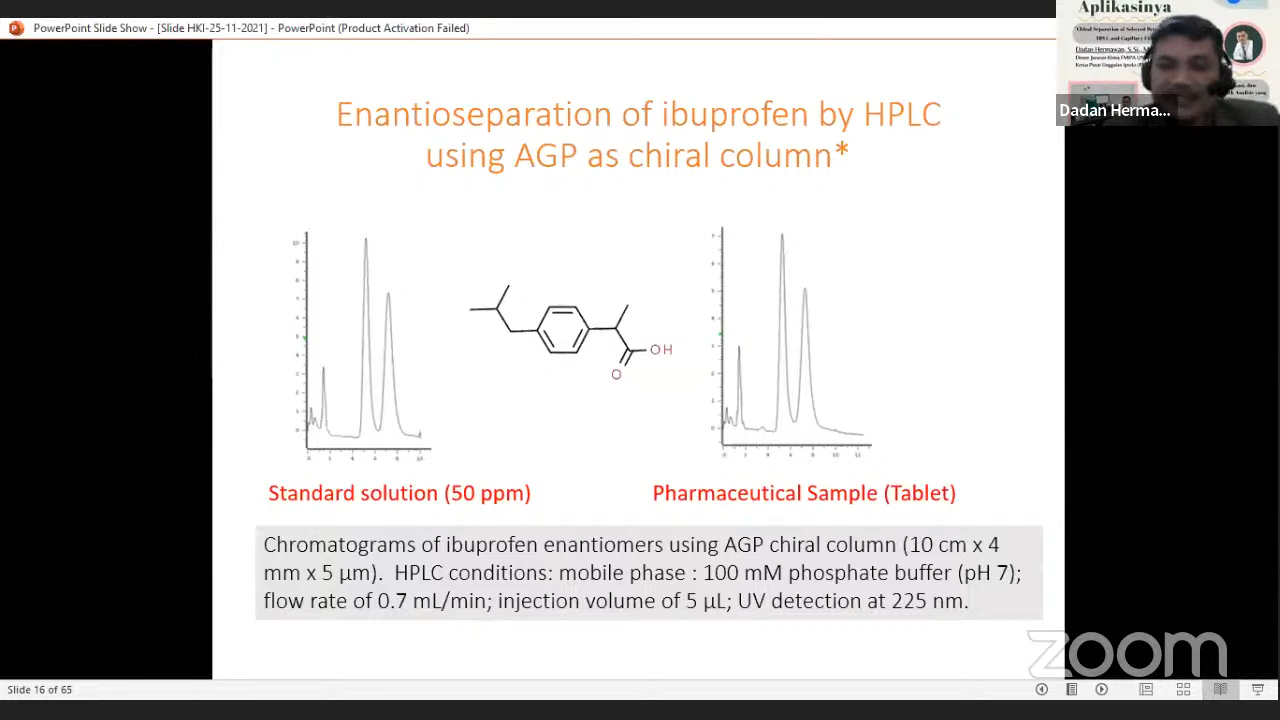 PowerPoint Slide Show - [Slide HKI-25-11-2021] - PowerPoint (Product Activation Failed)
Aplikasinya
Dadan Herma...
Enantioseparation of ibuprofen by HPLC
using AGP as chiral column*
OH
O
Standard solution (50 ppm)
Pharmaceutical Sample (Tablet)
Chromatograms of ibuprofen enantiomers using AGP chiral column (10 cm x 4
mm x 5 µm). HPLC conditions: mobile phase : 100 mM phosphate buffer (pH 7);
flow rate of 0.7 mL/min; injection volume of 5 µL; UV detection at 225 nm.
zoom
Slide 16 of 65